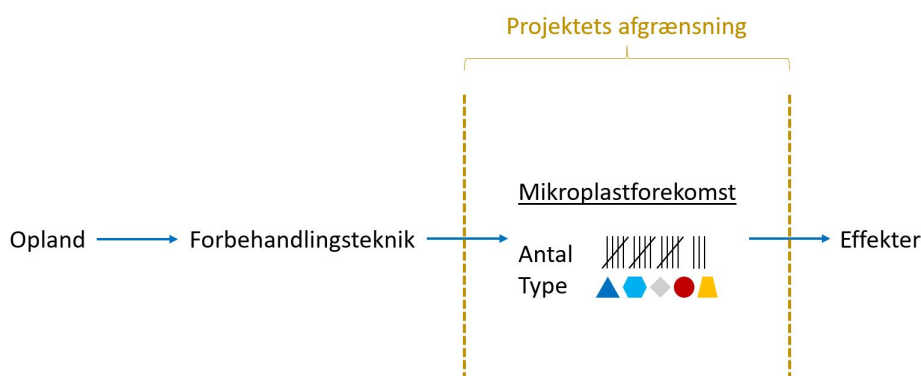 Projektets afgrænsning
Mikroplastforekomst
Opland
Forbehandlingsteknik
Effekter
Antal
Type